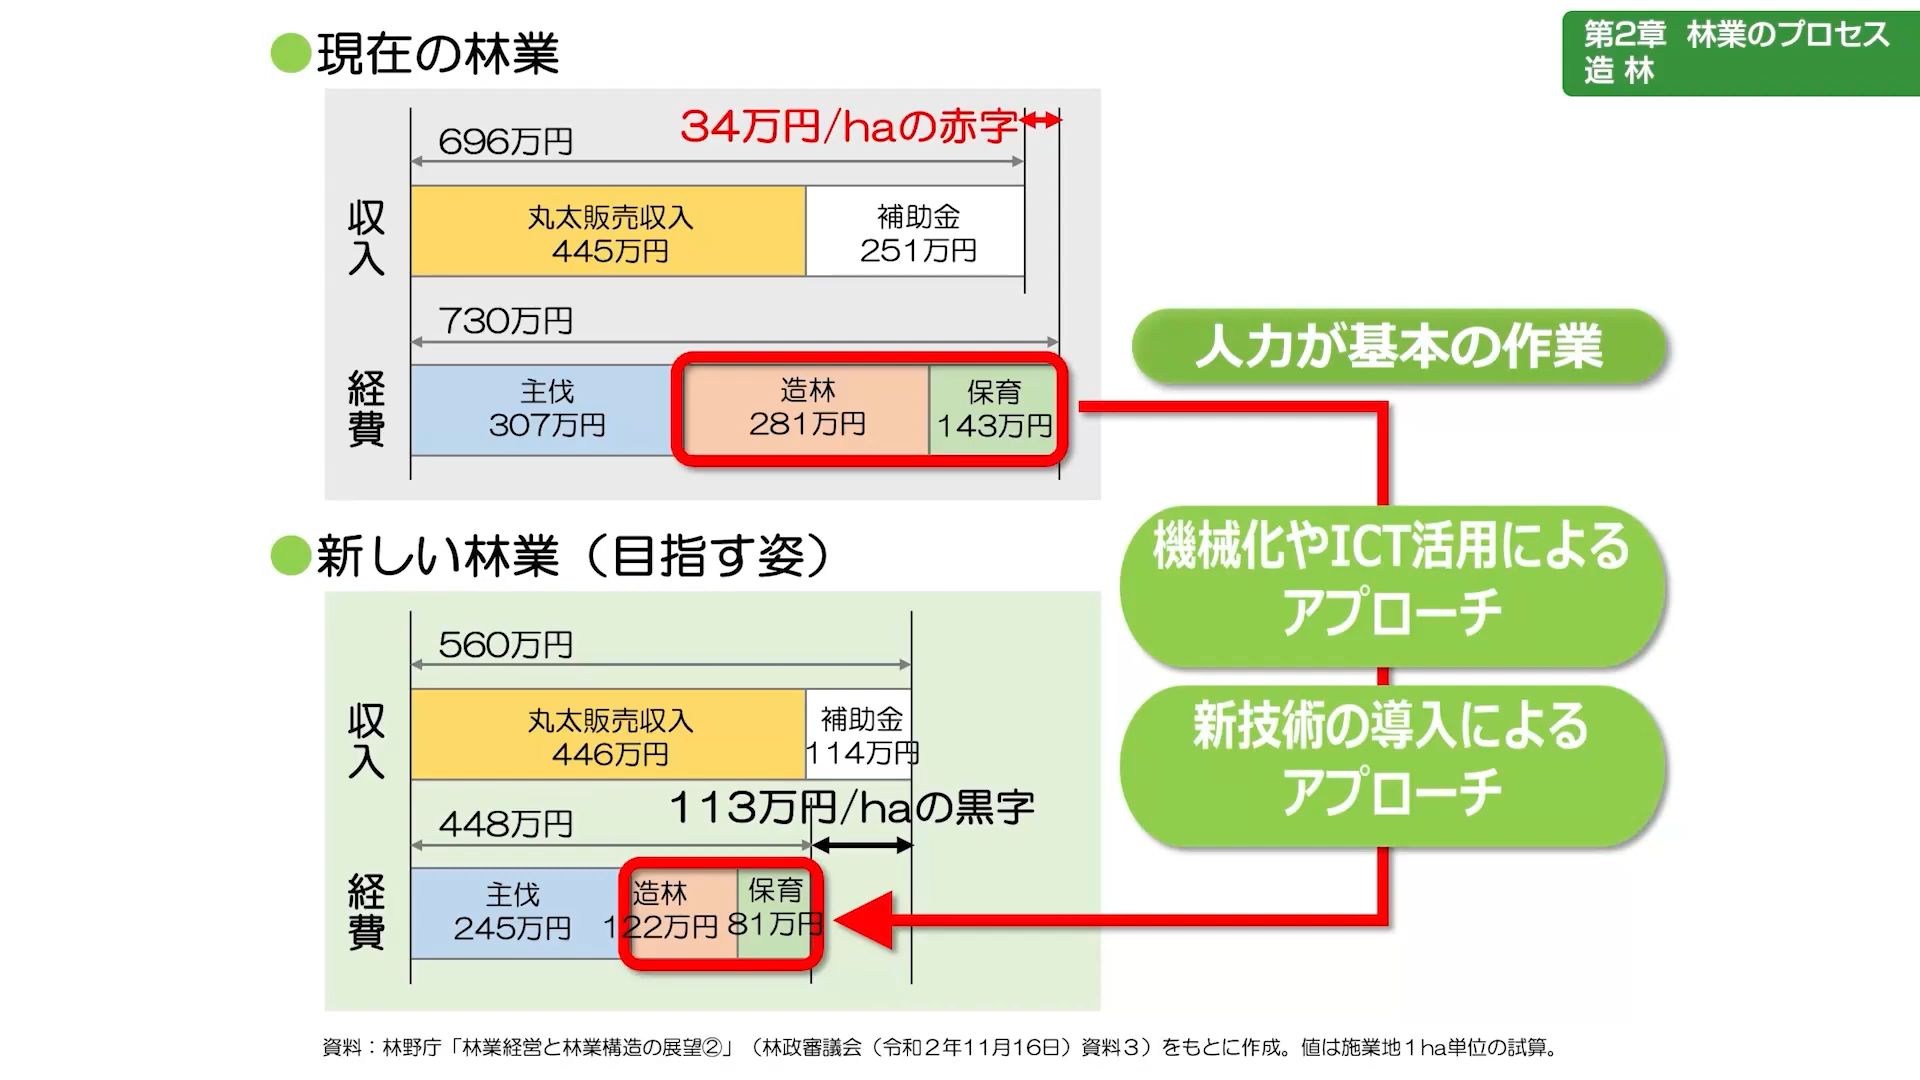 第2章 林業のプロセス
造 林
●現在の林業
34万円/haの赤字
696万円
収入
丸太販売収入
445万円
補助金
251万円
730万円
経費
主伐
307万円
造林
281万円
保育
143万円
人力が基本の作業
機械化やICT活用による
アプローチ
新技術の導入による
アプローチ
●新しい林業（目指す姿）
560万円
収入
丸太販売収入
446万円
補助金
114万円
113万円/haの黒字
448万円
経費
主伐
245万円
造林
122万円
保育
81万円
資料：林野庁「林業経営と林業構造の展望②」（林政審議会（令和２年11月16日）資料３）をもとに作成。値は施業地１ha単位の試算。